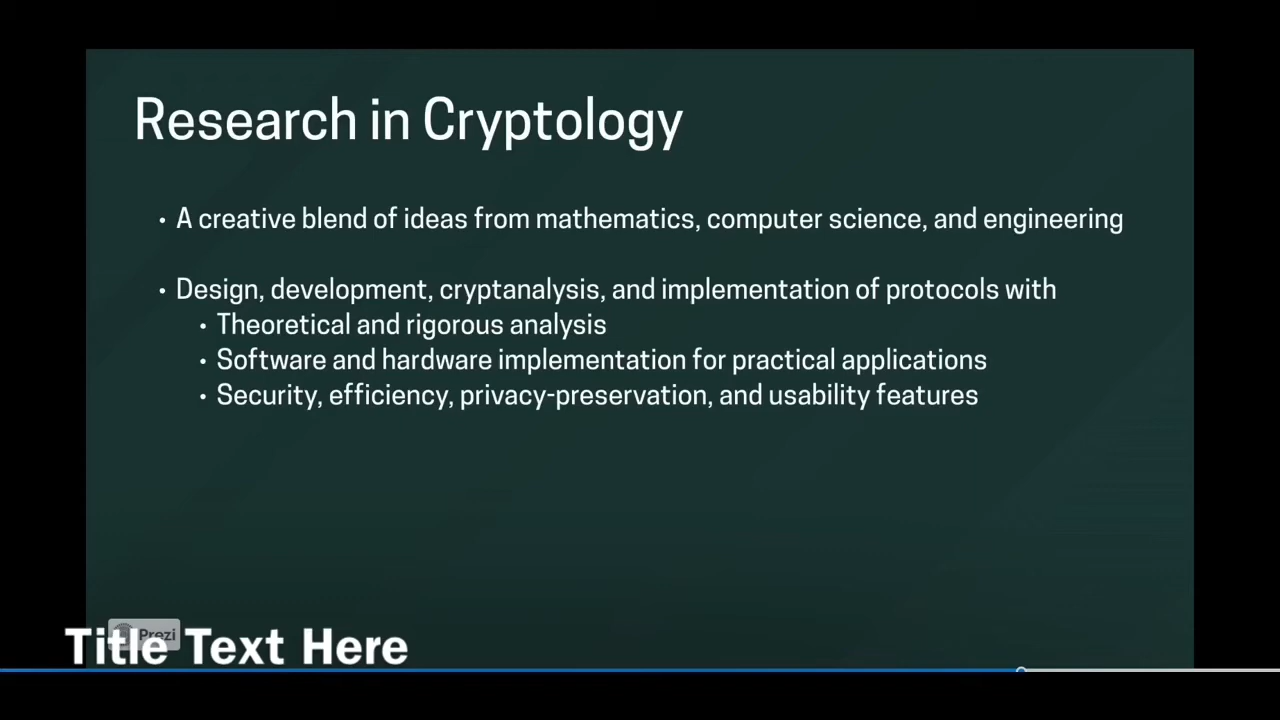 Research in Cryptology
• A creative blend of ideas from mathematics, computer science, and engineering
• Design, development, cryptanalysis, and implementation of protocols with
• Theoretical and rigorous analysis
• Software and hardware implementation for practical applications
• Security, efficiency, privacy-preservation, and usability features
Prezi
Title Text Here